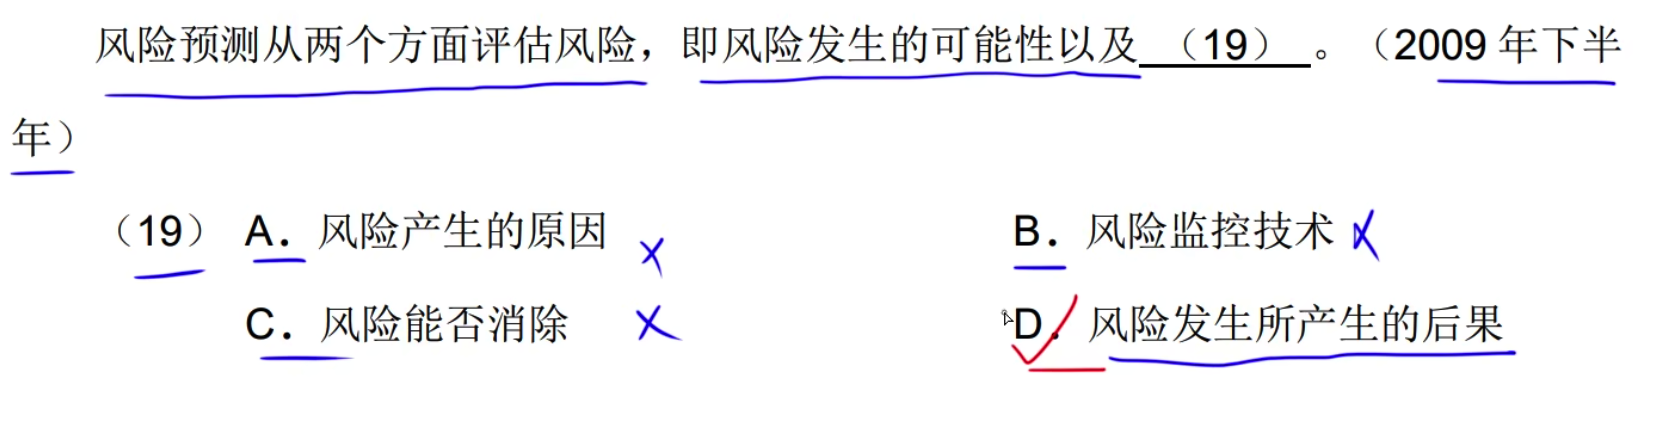 风险预测从两个方面评估风险，即风险发生的可能性以及 （19） 。（2009 年下半
年）
（19） A． 风险产生的原因 B． 风险监控技术
C． 风险能否消除 D． 风险发生所产生的后果